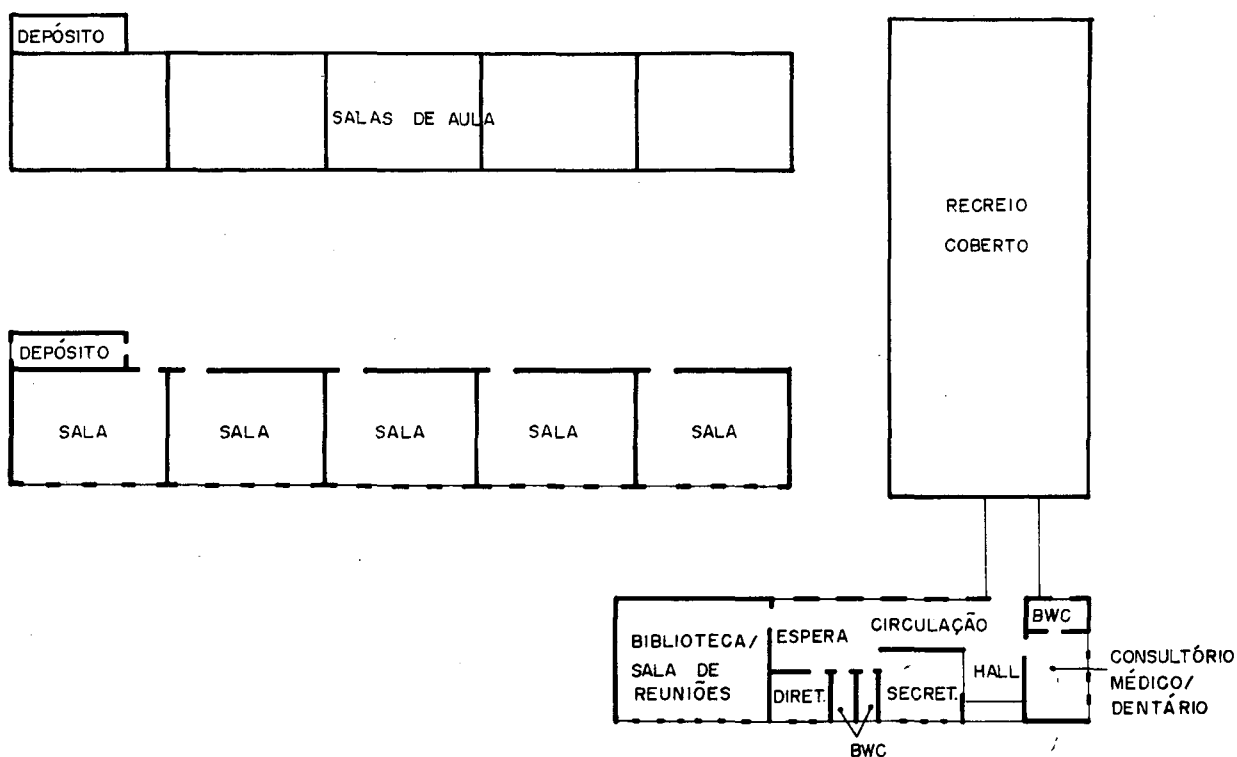 DEPÓSITO
SALAS DE AULA
RECREIO
COBERTO
DEPÓSITO
SALA
SALA
SALA
SALA
SALA
BIBLIOTECA/
SALA DE
REUNIÕES
ESPERA
CIRCULAÇÃO
BWC
DIRET.
SECRET.
HALL
CONSULTÓRIO
MÉDICO/
DENTÁRIO
BWC